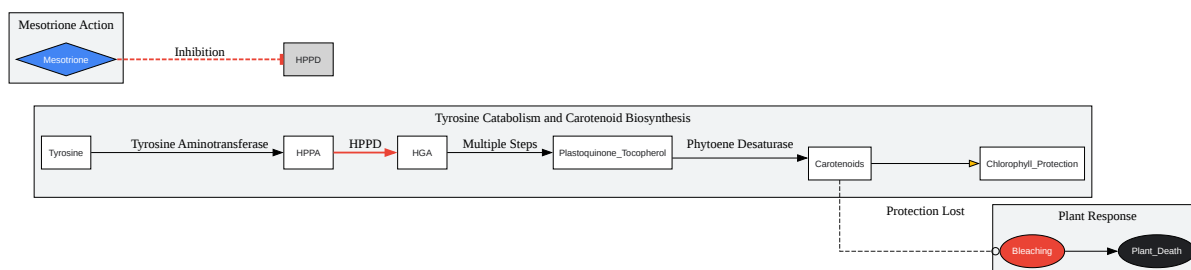 Mesotrione Action
Mesotrione
Inhibition
HPPD
Tyrosine Catabolism and Carotenoid Biosynthesis
Tyrosine
Tyrosine Aminotransferase
HPPA
HPPD
HGA
Multiple Steps
Plastoquinone_Tocopherol
Phytoene Desaturase
Carotenoids
Chlorophyll_Protection
Protection Lost
Plant Response
Bleaching
Plant_Death